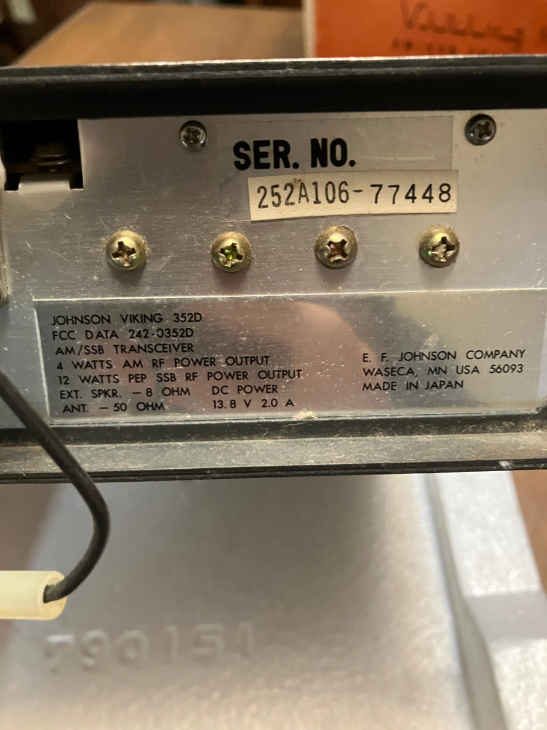 Viking
SER. NO.
252A106-77448
JOHNSON VIKING 352D
FCC DATA 242-0352D
AM/SSB TRANSCEIVER
4 WATTS AM RF POWER OUTPUT
12 WATTS PEP SSB RF POWER OUTPUT
EXT. SPKR. - 8 OHM DC POWER
ANT. - 50 OHM 13.8 V 2.0 A
E. F. JOHNSON COMPANY
WASECA, MN USA 56093
MADE IN JAPAN
790151